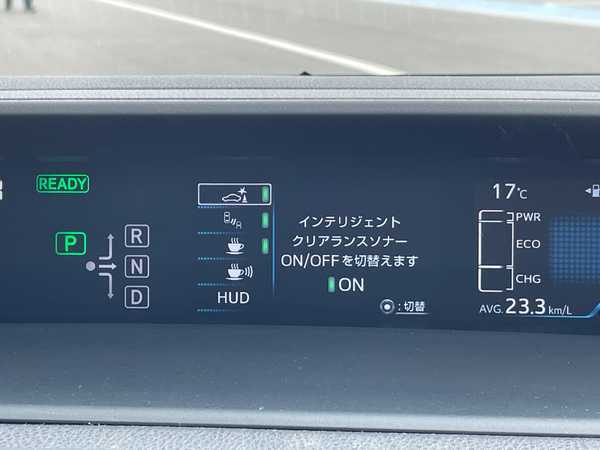 READY
P
R
N
D
HUD
インテリジェント
クリアランスソナー
ON/OFFを切替えます
ON
:切替
17℃
PWR
ECO
CHG
AVG.23.3km/L